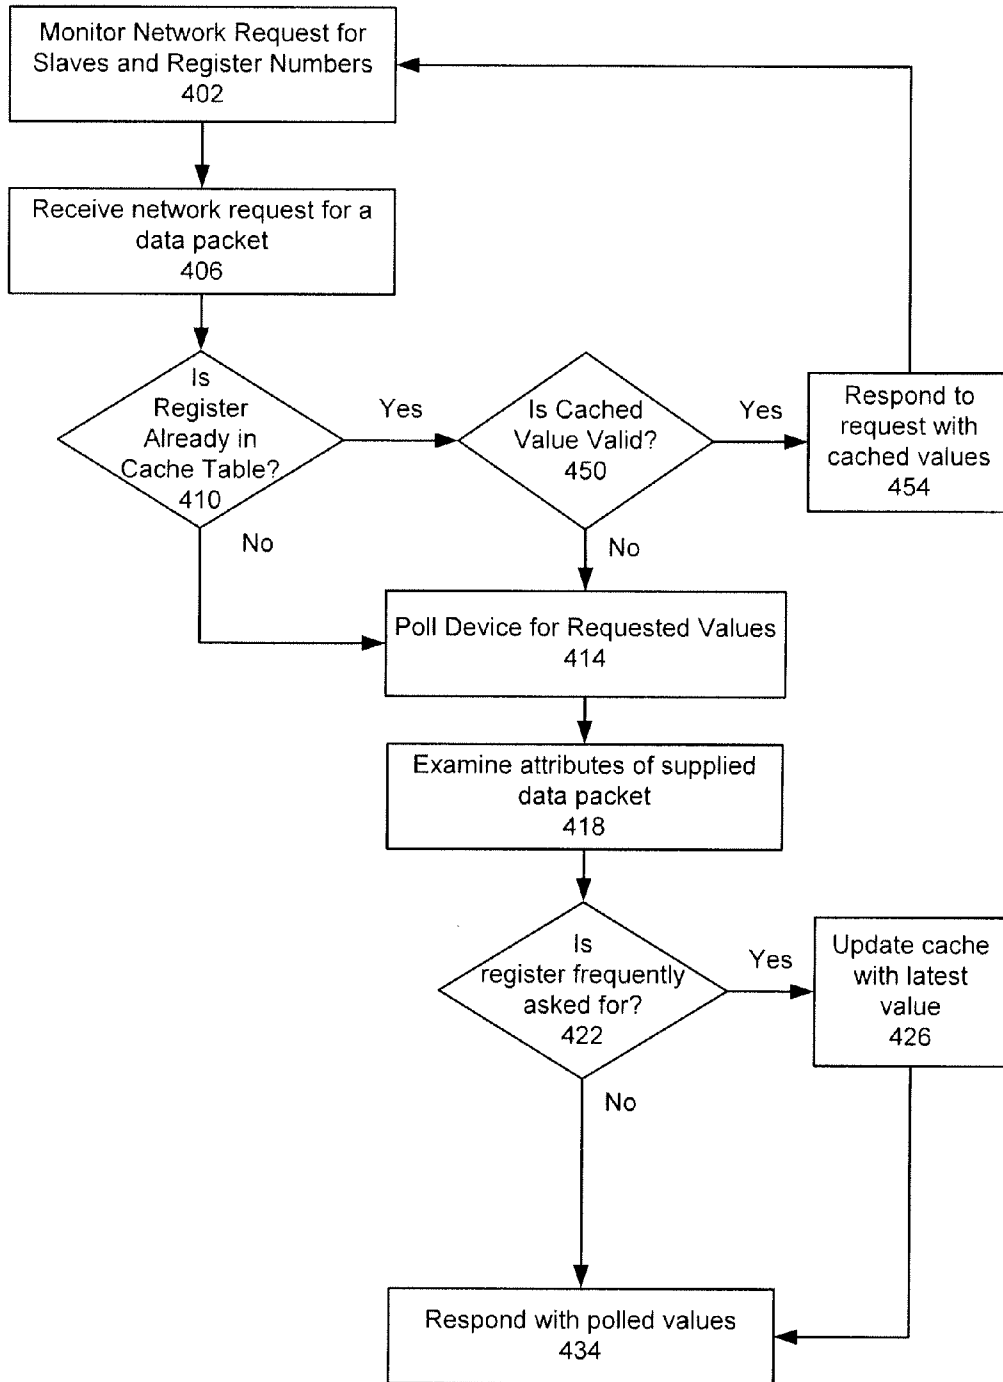 Monitor Network Request for
Slaves and Register Numbers
402
Receive network request for a
data packet
406
Is
Register
Already in
Cache Table?
410
Yes
No
Is Cached
Value Valid?
450
Yes
No
Respond to
request with
cached values
454
Poll Device for Requested Values
414
Examine attributes of supplied
data packet
418
Is
register frequently
asked for?
422
Yes
No
Update cache
with latest
value
426
Respond with polled values
434